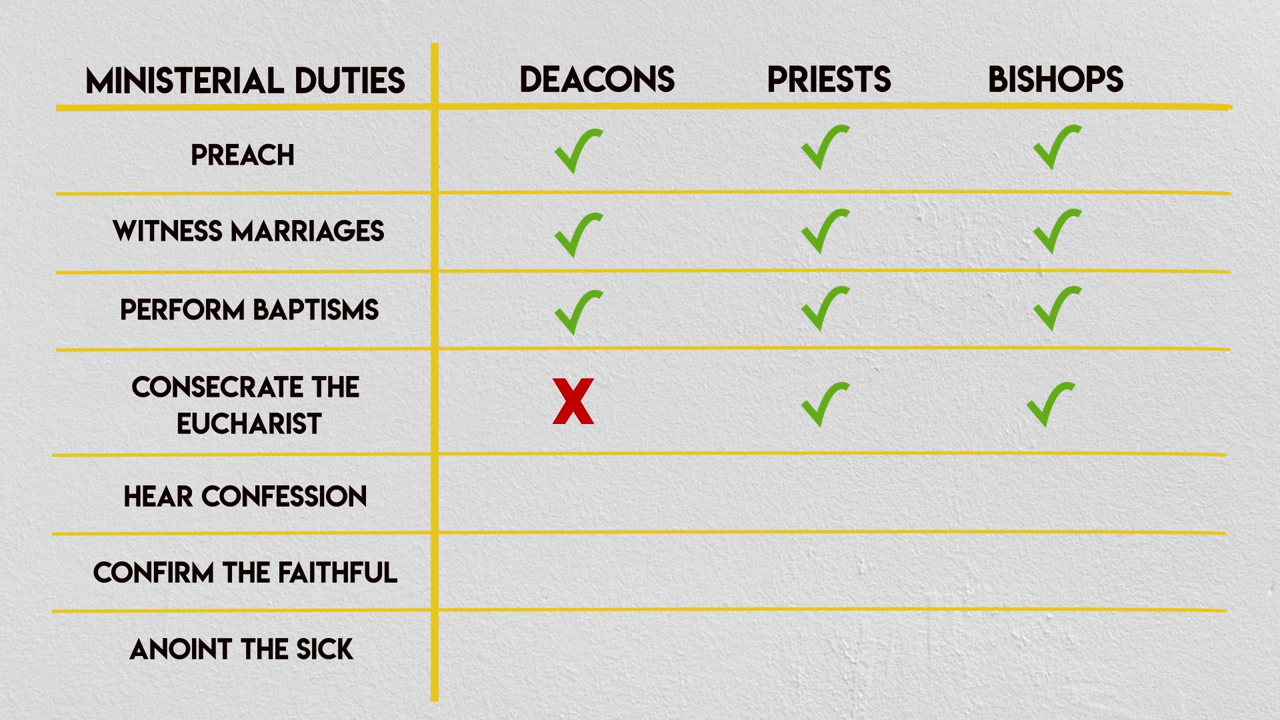 MINISTERIAL DUTIES DEACONS PRIESTS BISHOPS
PREACH ✓ ✓ ✓
WITNESS MARRIAGES ✓ ✓ ✓
PERFORM BAPTISMS ✓ ✓ ✓
CONSECRATE THE
EUCHARIST X ✓ ✓
HEAR CONFESSION
CONFIRM THE FAITHFUL
ANOINT THE SICK